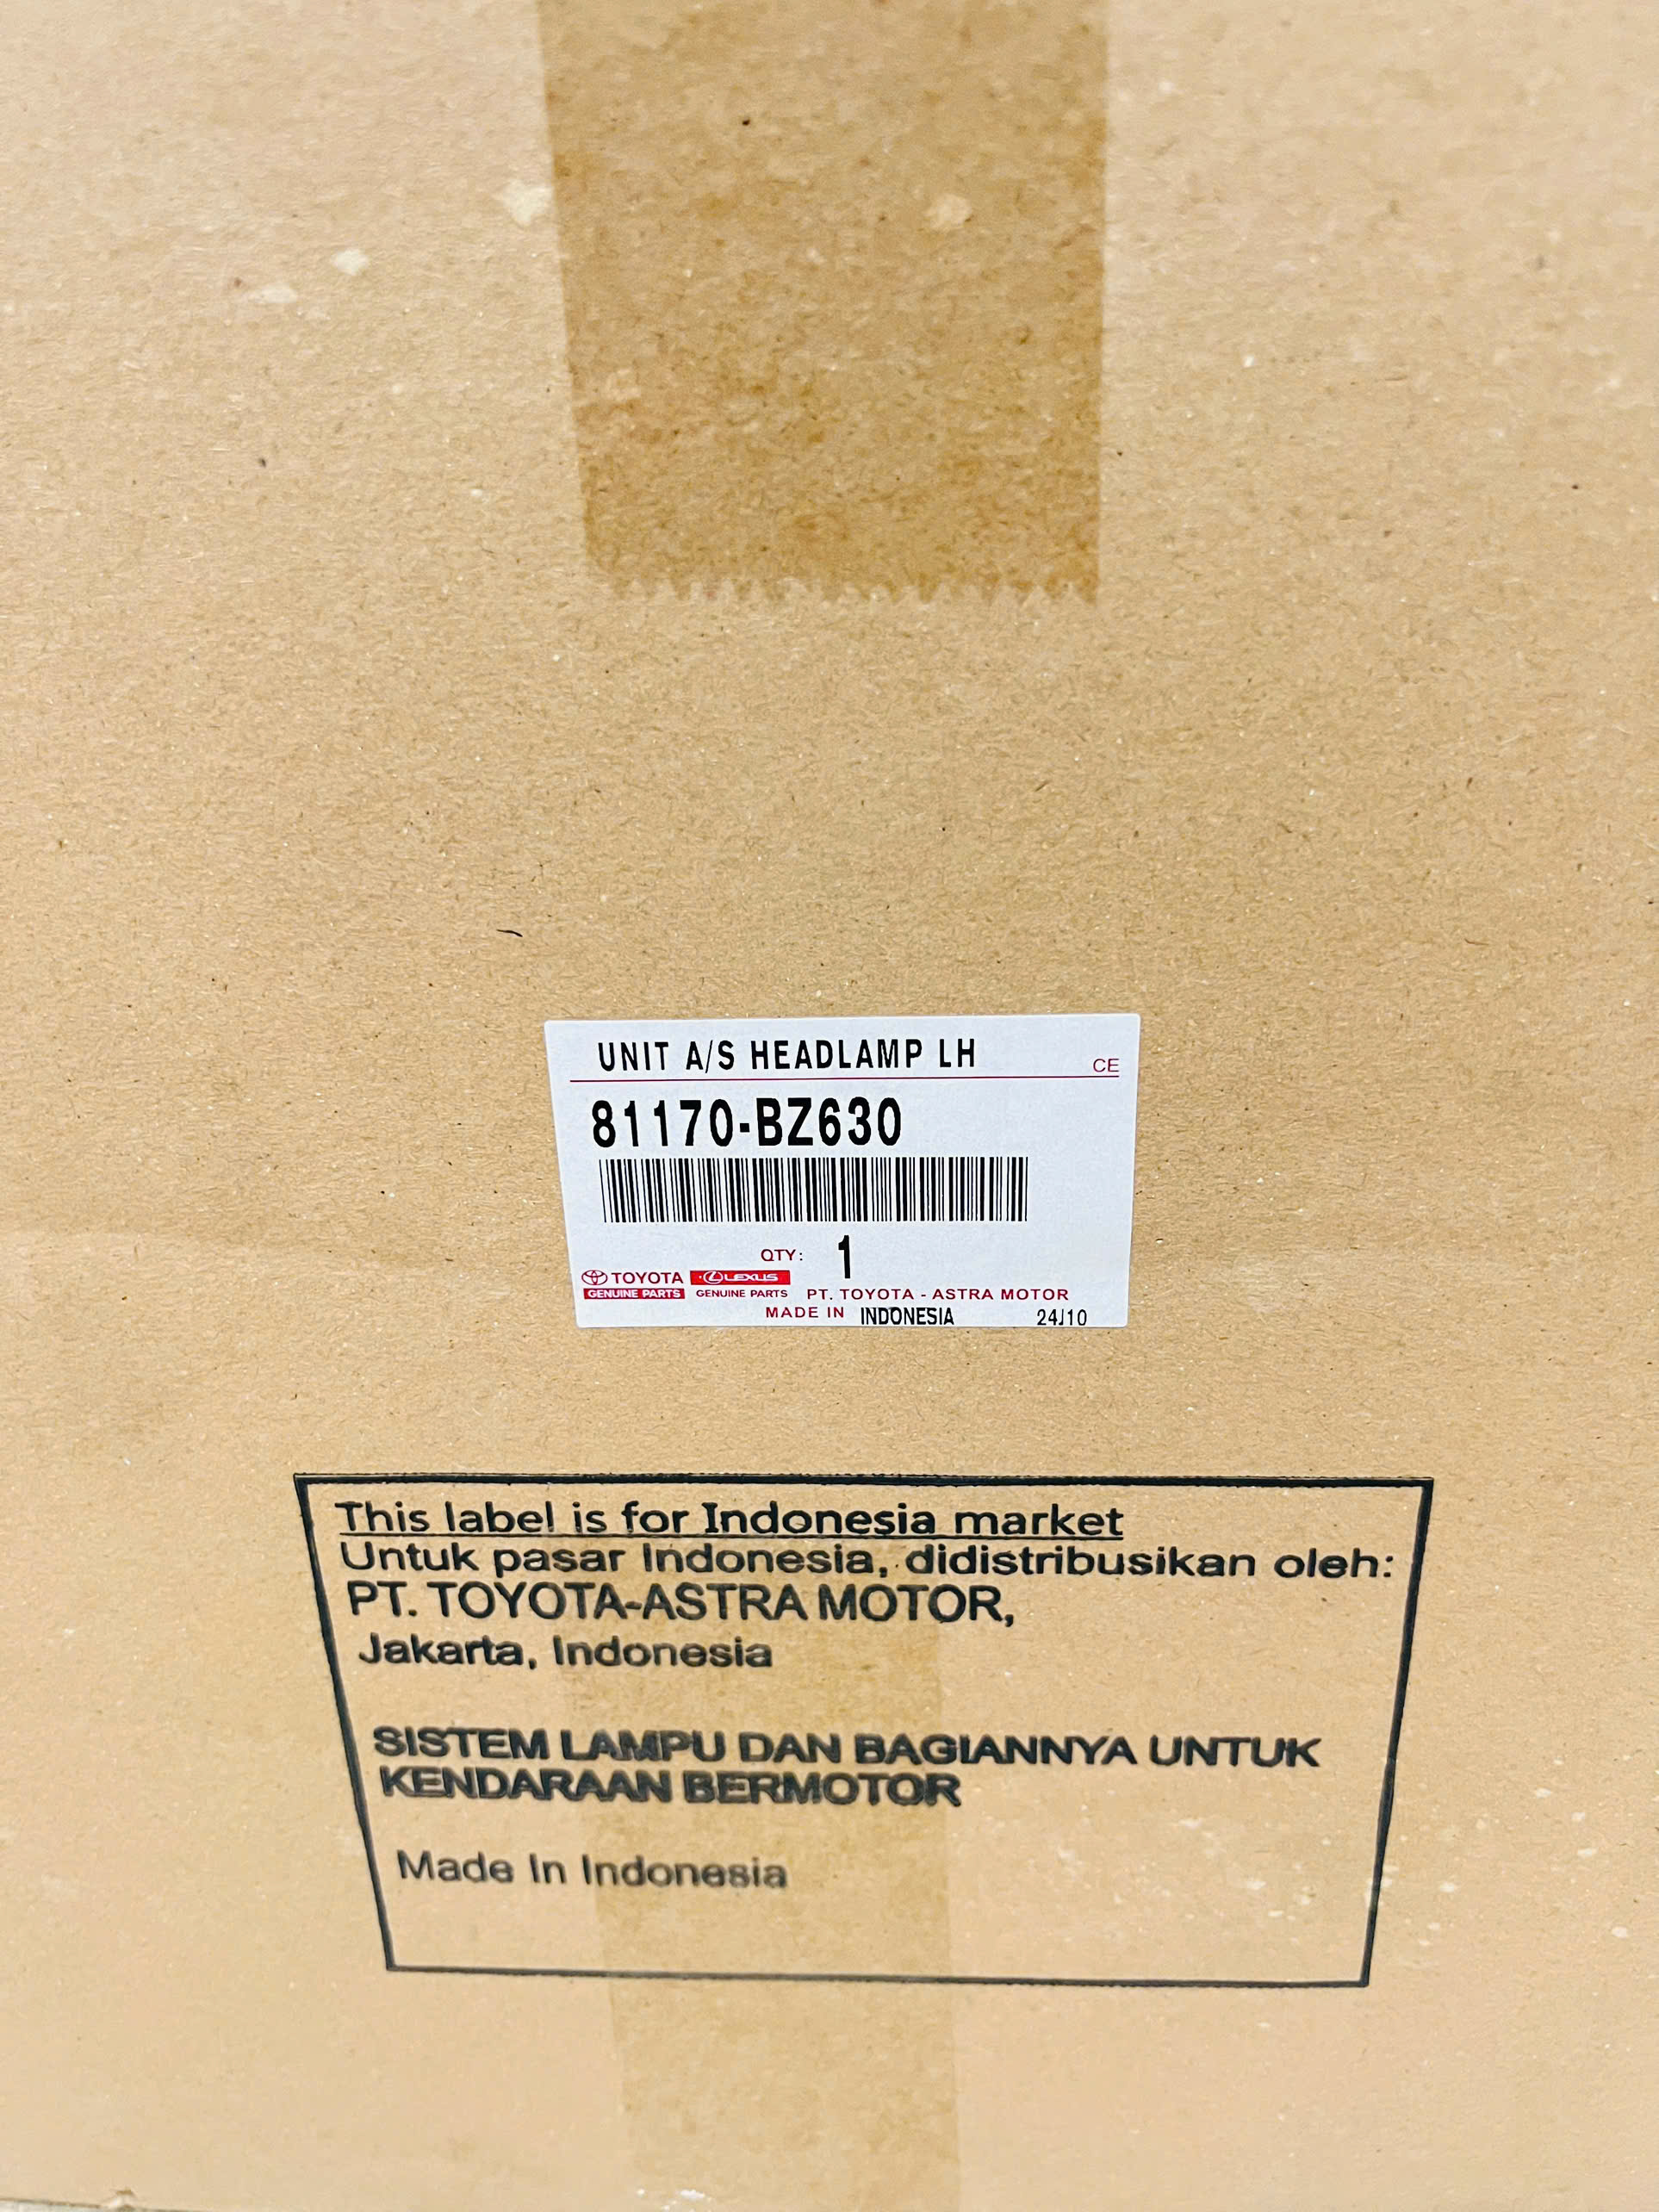 UNIT A/S HEADLAMP LH
CE
81170-BZ630
QTY: 1
TOYOTA LEXUS
GENUINE PARTS GENUINE PARTS PT. TOYOTA - ASTRA MOTOR
MADE IN INDONESIA 24J10
This label is for Indonesia market
Untuk pasar Indonesia, didistribusikan oleh:
PT. TOYOTA-ASTRA MOTOR,
Jakarta, Indonesia
SISTEM LAMPU DAN BAGIANNYA UNTUK
KENDARAAN BERMOTOR
Made In Indonesia